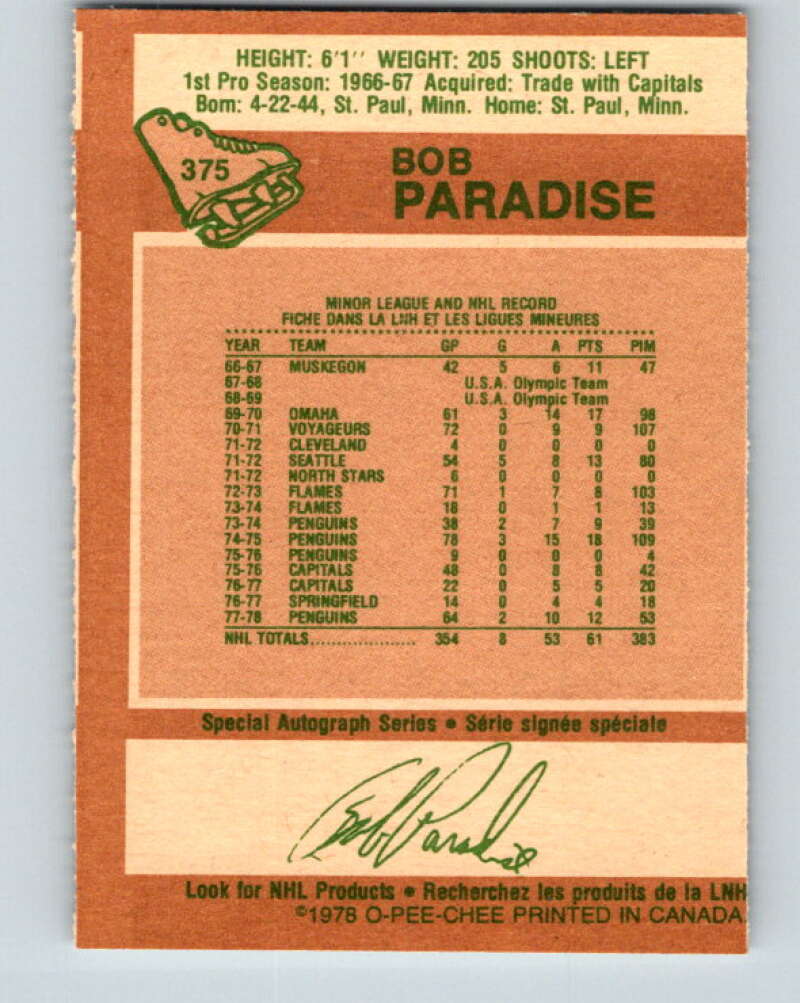 HEIGHT: 6'1'' WEIGHT: 205 SHOOTS: LEFT
1st Pro Season: 1966-67 Acquired: Trade with Capitals
Born: 4-22-44, St. Paul, Minn. Home: St. Paul, Minn.
375
BOB
PARADISE
MINOR LEAGUE AND NHL RECORD
FICHE DANS LA LNH ET LES LIGUES MINEURES
YEAR TEAM GP G A PTS PIM
66-67 MUSKEGON 42 5 6 11 47
67-68 U.S.A. Olympic Team
68-69 U.S.A. Olympic Team
69-70 OMAHA 61 3 14 17 98
70-71 VOYAGEURS 72 0 9 9 107
71-72 CLEVELAND 4 0 0 0 0
71-72 SEATTLE 54 5 8 13 80
71-72 NORTH STARS 6 0 0 0 0
72-73 FLAMES 71 1 7 8 103
73-74 FLAMES 18 0 1 1 13
73-74 PENGUINS 38 2 7 9 39
74-75 PENGUINS 78 3 15 18 109
75-76 PENGUINS 9 0 0 0 4
75-76 CAPITALS 48 0 8 8 42
76-77 CAPITALS 22 0 5 5 20
76-77 SPRINGFIELD 14 0 4 4 18
77-78 PENGUINS 64 2 10 12 53
NHL TOTALS.................... 354 8 53 61 383
Special Autograph Series • Série signée spéciale
Bob Paradise
Look for NHL Products • Recherchez les produits de la LNH
©1978 O-PEE-CHEE PRINTED IN CANADA.